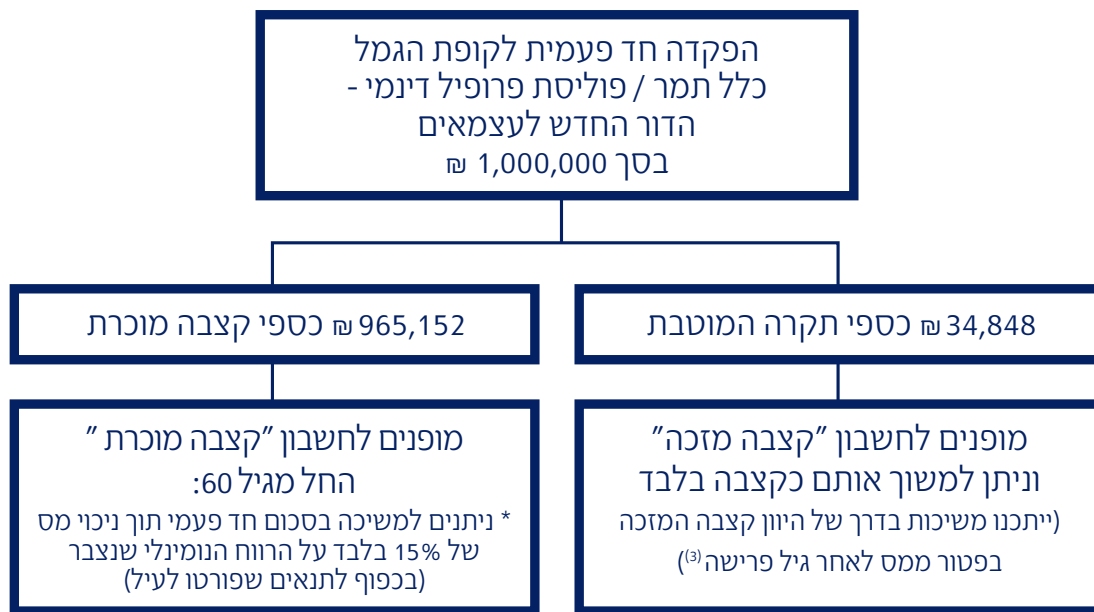 הפקדה חד פעמית לקופת הגמל
כלל תמר / פוליסת פרופיל דינמי -
הדור החדש לעצמאים
בסך 1,000,000 ₪
34,848 ₪ כספי תקרה המוטבת
965,152 ₪ כספי קצבה מוכרת
מופנים לחשבון "קצבה מזכה"
וניתן למשוך אותם כקצבה בלבד
(ייתכנו משיכות בדרך של היוון קצבה המזכה
בפטור ממס לאחר גיל פרישה (3))
מופנים לחשבון "קצבה מוכרת "
החל מגיל 60:
* ניתנים למשיכה בסכום חד פעמי תוך ניכוי מס
של 15% בלבד על הרווח הנומינלי שנצבר
(בכפוף לתנאים שפורטו לעיל)